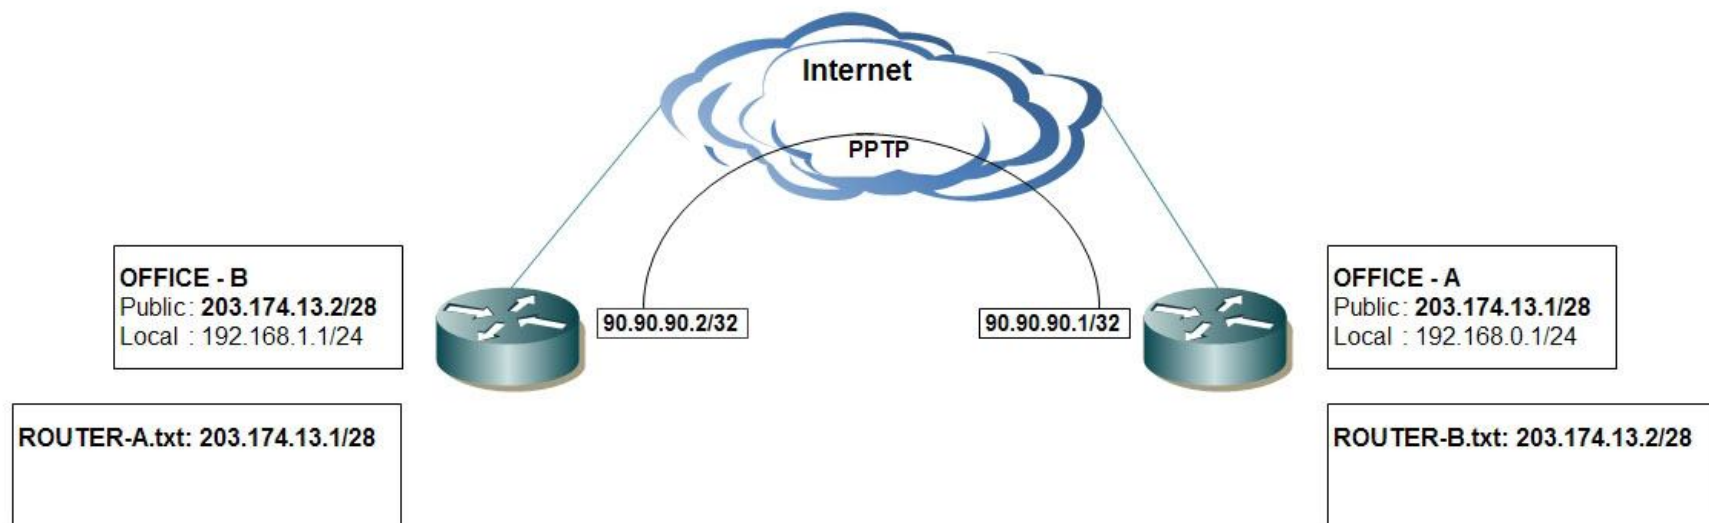 Internet
PPTP
OFFICE - B
Public : 203.174.13.2/28
Local : 192.168.1.1/24
90.90.90.2/32
90.90.90.1/32
OFFICE - A
Public : 203.174.13.1/28
Local : 192.168.0.1/24
ROUTER-A.txt: 203.174.13.1/28
ROUTER-B.txt: 203.174.13.2/28